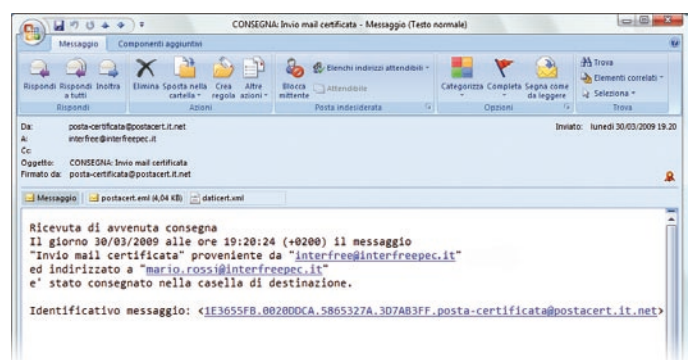 CONSEGNA: Invio mail certificata - Messaggio (Testo normale)
Messaggio Componenti aggiuntivi
Rispondi Rispondi a tutti Inoltra Elimina Sposta nella cartella Crea regola Altre azioni Blocca mittente Elenchi indirizzi attendibili Attendibile Categorizza Completa Segna come da leggere Trova Elementi correlati Seleziona
Rispondi Azioni Posta indesiderata Opzioni Trova
Da: posta-certificata@postacert.it.net Inviato: lunedì 30/03/2009 19.20
A: interfree@interfreepec.it
Cc:
Oggetto: CONSEGNA: Invio mail certificata
Firmato da: posta-certificata@postacert.it.net
Messaggio postacert.eml (4,04 KB) daticert.xml
Ricevuta di avvenuta consegna
Il giorno 30/03/2009 alle ore 19:20:24 (+0200) il messaggio
"Invio mail certificata" proveniente da "interfree@interfreepec.it"
ed indirizzato a "mario.rossi@interfreepec.it"
e' stato consegnato nella casella di destinazione.
Identificativo messaggio: <1E3655FB.0020DDCA.5865327A.3D7AB3FF.posta-certificata@postacert.it.net>